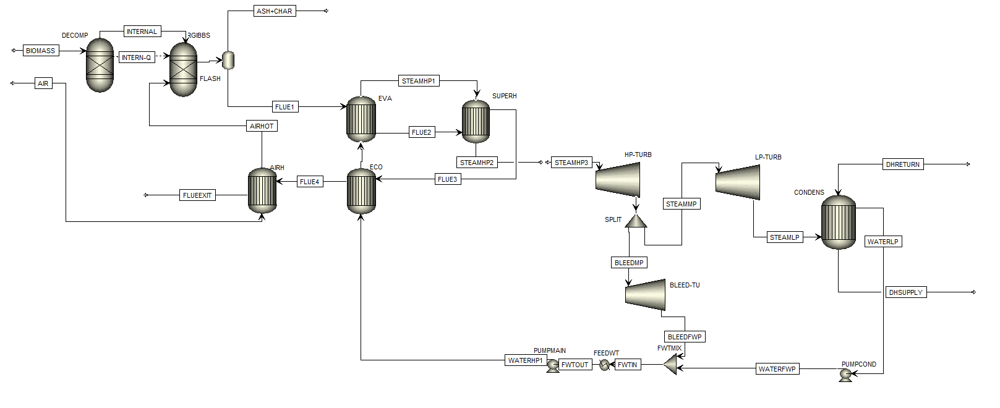 ASH+CHAR
DECOMP
INTERNAL
RGIBBS
BIOMASS
INTERN-Q
AIR
FLASH
STEAMHP1
EVA
SUPERH
FLUE1
AIRHOT
FLUE2
HP-TURB
LP-TURB
STEAMHP2
STEAMHP3
DHRETURN
AIRH
ECO
FLUE4
FLUE3
FLUEEXIT
CONDENS
STEAMMP
SPLIT
STEAMLP
WATERLP
BLEEDMP
BLEED-TU
DHSUPPLY
BLEEDFWP
FWTMIX
PUMPMAIN
FEEDWT
WATERHP1
FWTOUT
FWTIN
WATERFWP
PUMPCOND